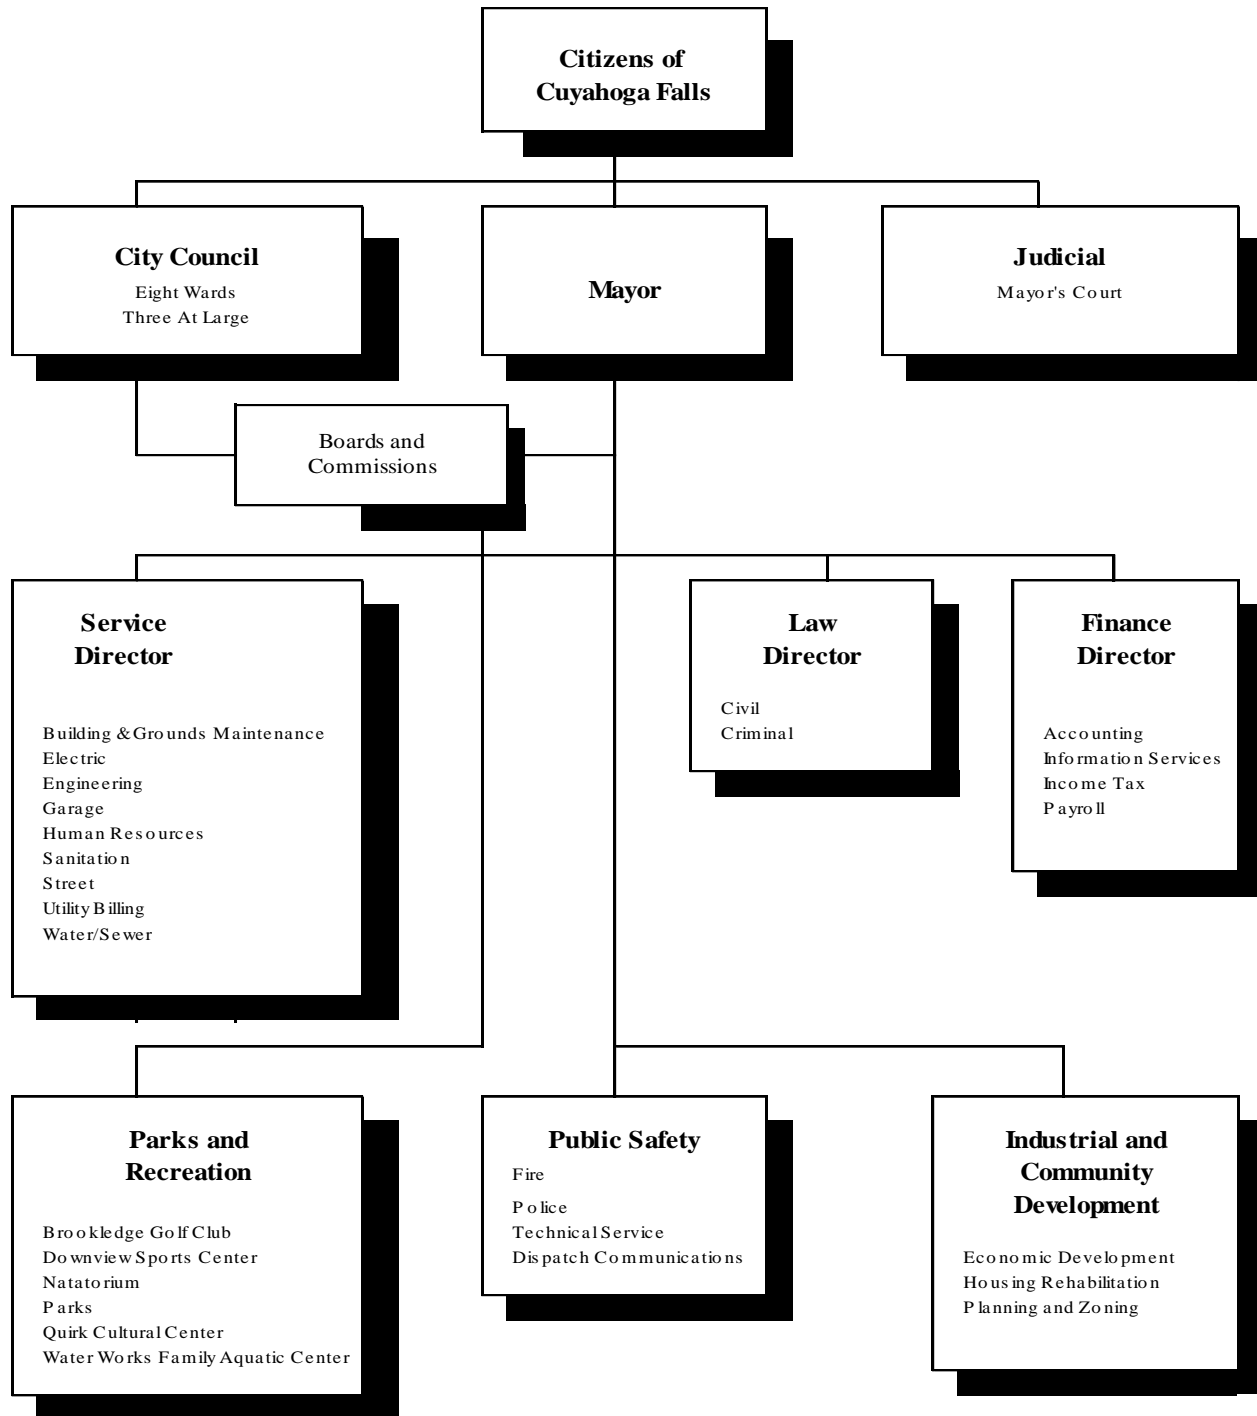 Citizens of
Cuyahoga Falls
City Council
Eight Wards
Three At Large
Mayor
Judicial
Mayor's Court
Boards and
Commissions
Service
Director
Building & Grounds Maintenance
Electric
Engineering
Garage
Human Resources
Sanitation
Street
Utility Billing
Water/Sewer
Law
Director
Civil
Criminal
Finance
Director
Accounting
Information Services
Income Tax
Payroll
Parks and
Recreation
Brookledge Golf Club
Downview Sports Center
Natatorium
Parks
Quirk Cultural Center
Water Works Family Aquatic Center
Public Safety
Fire
Police
Technical Service
Dispatch Communications
Industrial and
Community
Development
Economic Development
Housing Rehabilitation
Planning and Zoning